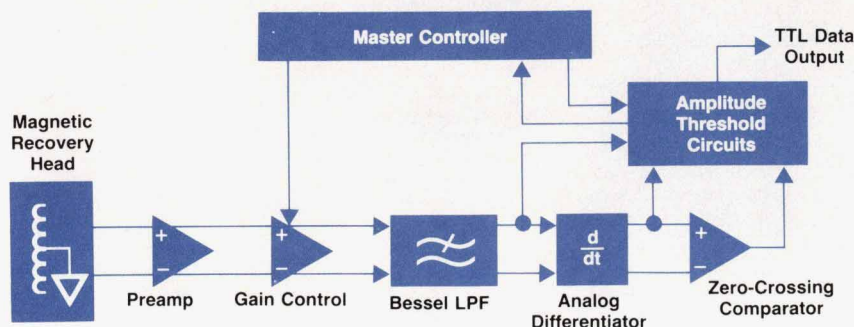 Master Controller
TTL Data
Output
Amplitude
Threshold
Circuits
Magnetic
Recovery
Head
+
−
Preamp
+
−
Gain Control
Bessel LPF
d
dt
Analog
Differentiator
+
−
Zero-Crossing
Comparator